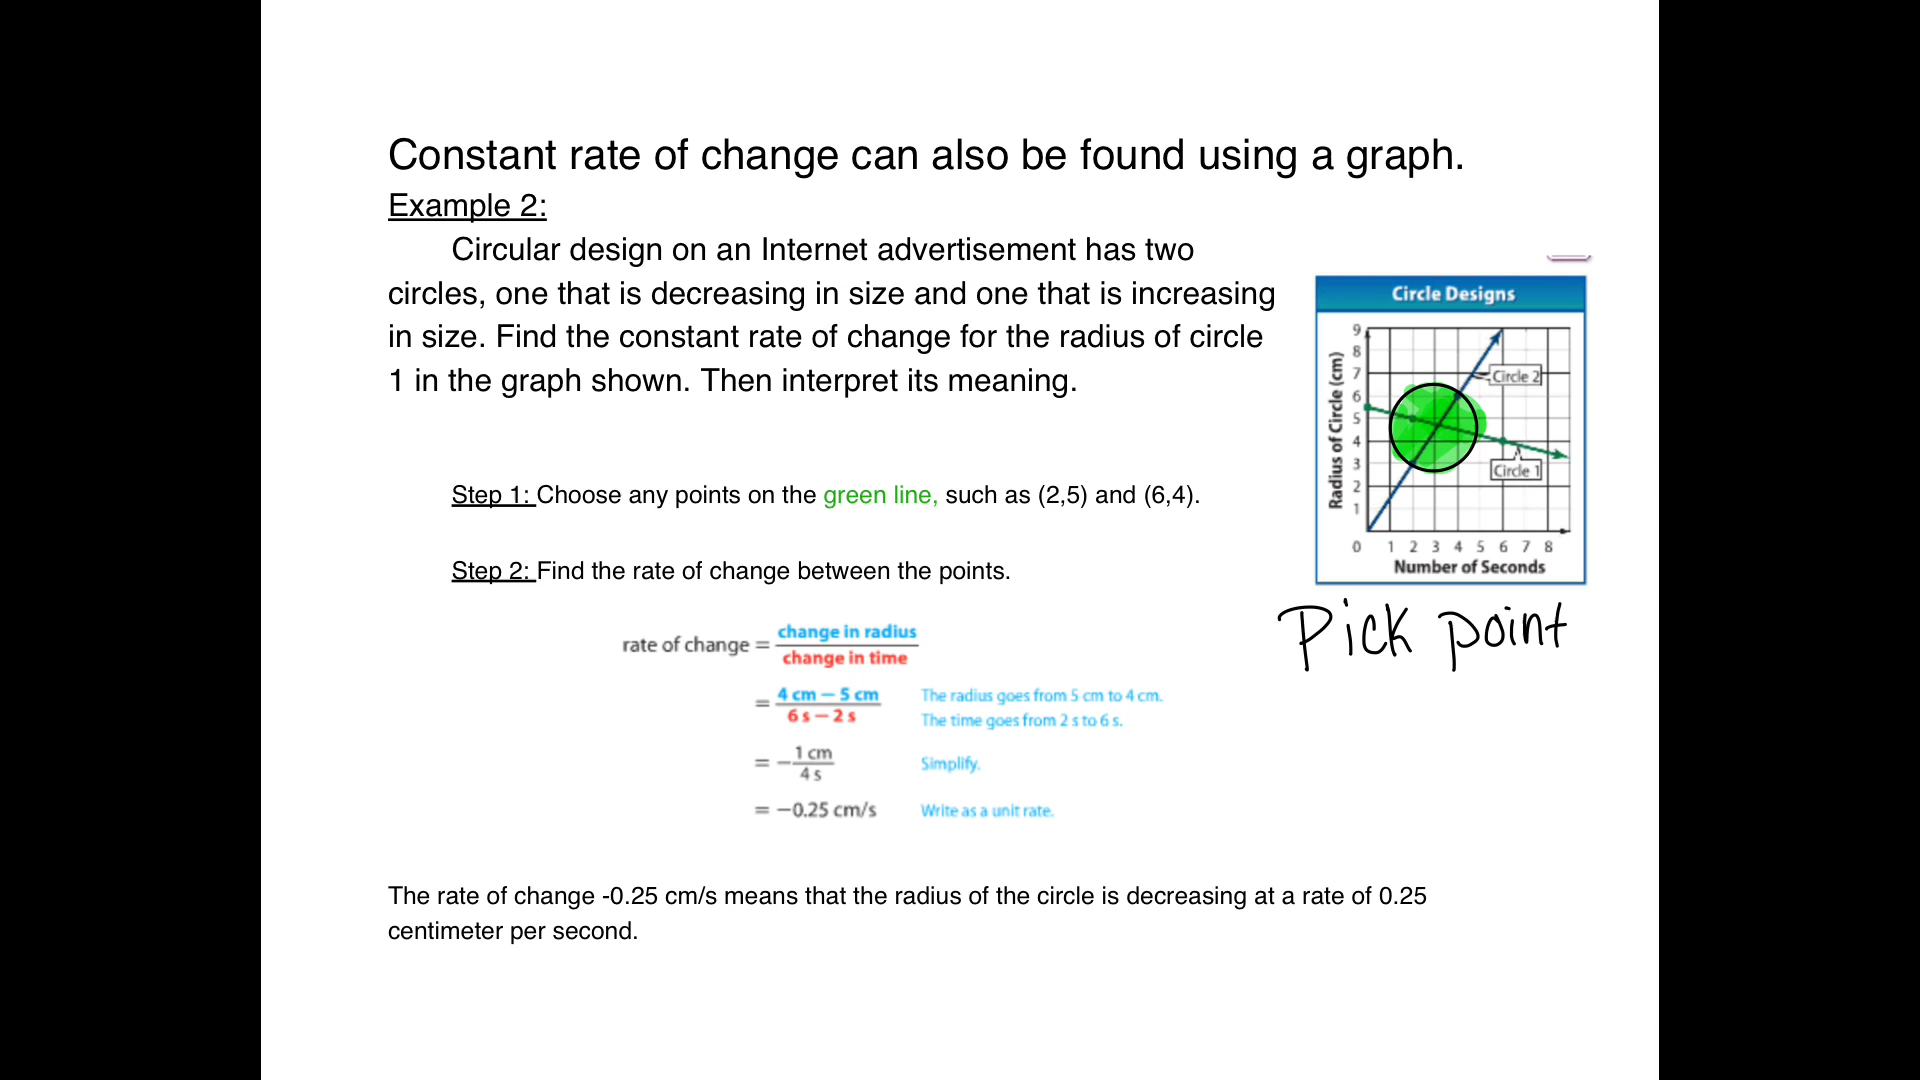 Constant rate of change can also be found using a graph.
Example 2:
Circular design on an Internet advertisement has two
circles, one that is decreasing in size and one that is increasing
in size. Find the constant rate of change for the radius of circle
1 in the graph shown. Then interpret its meaning.
Step 1: Choose any points on the green line, such as (2,5) and (6,4).
Step 2: Find the rate of change between the points.
rate of change = change in radius
change in time
= 4 cm – 5 cm
6 s – 2 s
The radius goes from 5 cm to 4 cm.
The time goes from 2 s to 6 s.
= – 1 cm
4 s
Simplify.
= –0.25 cm/s Write as a unit rate.
The rate of change -0.25 cm/s means that the radius of the circle is decreasing at a rate of 0.25
centimeter per second.
Circle Designs
Radius of Circle (cm)
9
8
7
6
5
4
3
2
1
Circle 2
Circle 1
0 1 2 3 4 5 6 7 8
Number of Seconds
Pick point